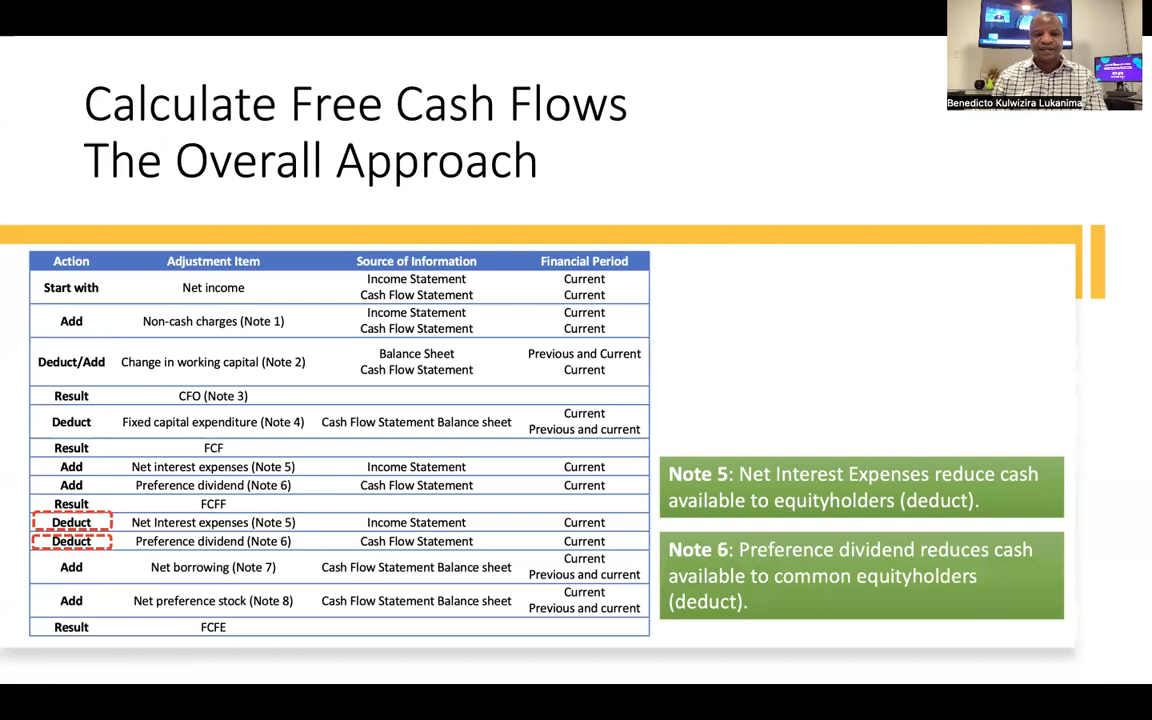 Benedicto Kulwizira Lukanima
Calculate Free Cash Flows
The Overall Approach
Action Adjustment Item Source of Information Financial Period
Start with Net income Income Statement Current
Cash Flow Statement Current
Add Non-cash charges (Note 1) Income Statement Current
Cash Flow Statement Current
Deduct/Add Change in working capital (Note 2) Balance Sheet Previous and Current
Cash Flow Statement Current
Result CFO (Note 3)
Deduct Fixed capital expenditure (Note 4) Cash Flow Statement Balance sheet Current
Previous and current
Result FCF
Add Net interest expenses (Note 5) Income Statement Current
Add Preference dividend (Note 6) Cash Flow Statement Current
Result FCFF
Deduct Net Interest expenses (Note 5) Income Statement Current
Deduct Preference dividend (Note 6) Cash Flow Statement Current
Add Net borrowing (Note 7) Cash Flow Statement Balance sheet Current
Previous and current
Add Net preference stock (Note 8) Cash Flow Statement Balance sheet Current
Previous and current
Result FCFE
Note 5: Net Interest Expenses reduce cash
available to equityholders (deduct).
Note 6: Preference dividend reduces cash
available to common equityholders
(deduct).